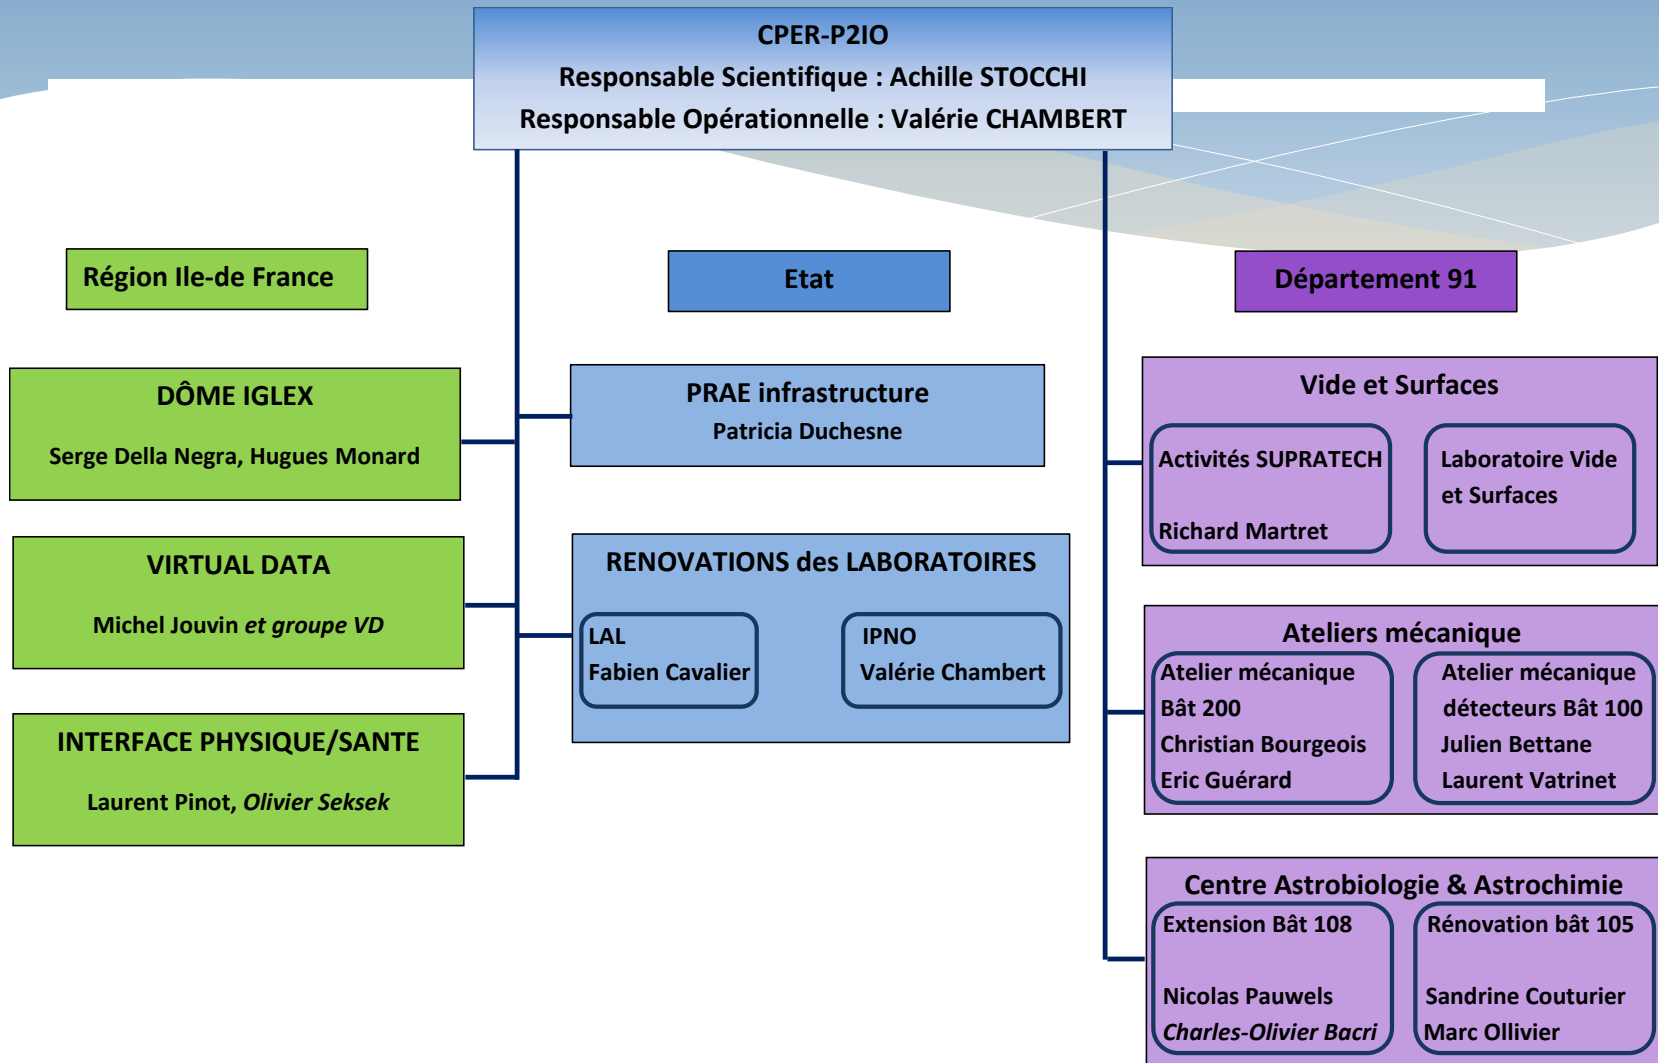 CPER-P2IO
Responsable Scientifique : Achille STOCCHI
Responsable Opérationnelle : Valérie CHAMBERT
Région Ile-de France
DÔME IGLEX
Serge Della Negra, Hugues Monard
VIRTUAL DATA
Michel Jouvin et groupe VD
INTERFACE PHYSIQUE/SANTE
Laurent Pinot, Olivier Seksek
Etat
PRAE infrastructure
Patricia Duchesne
RENOVATIONS des LABORATOIRES
LAL
Fabien Cavalier
IPNO
Valérie Chambert
Département 91
Vide et Surfaces
Activités SUPRATECH
Richard Martret
Laboratoire Vide
et Surfaces
Ateliers mécanique
Atelier mécanique
Bât 200
Christian Bourgeois
Eric Guérard
Atelier mécanique
détecteurs Bât 100
Julien Bettane
Laurent Vatrinet
Centre Astrobiologie & Astrochimie
Extension Bât 108
Nicolas Pauwels
Charles-Olivier Bacri
Rénovation bât 105
Sandrine Couturier
Marc Ollivier